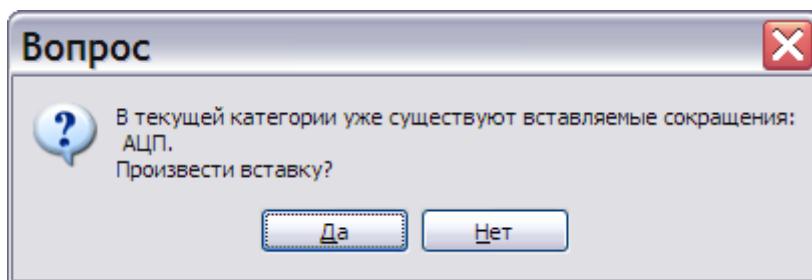 Вопрос
В текущей категории уже существуют вставляемые сокращения:
АЦП.
Произвести вставку?
Да
Нет